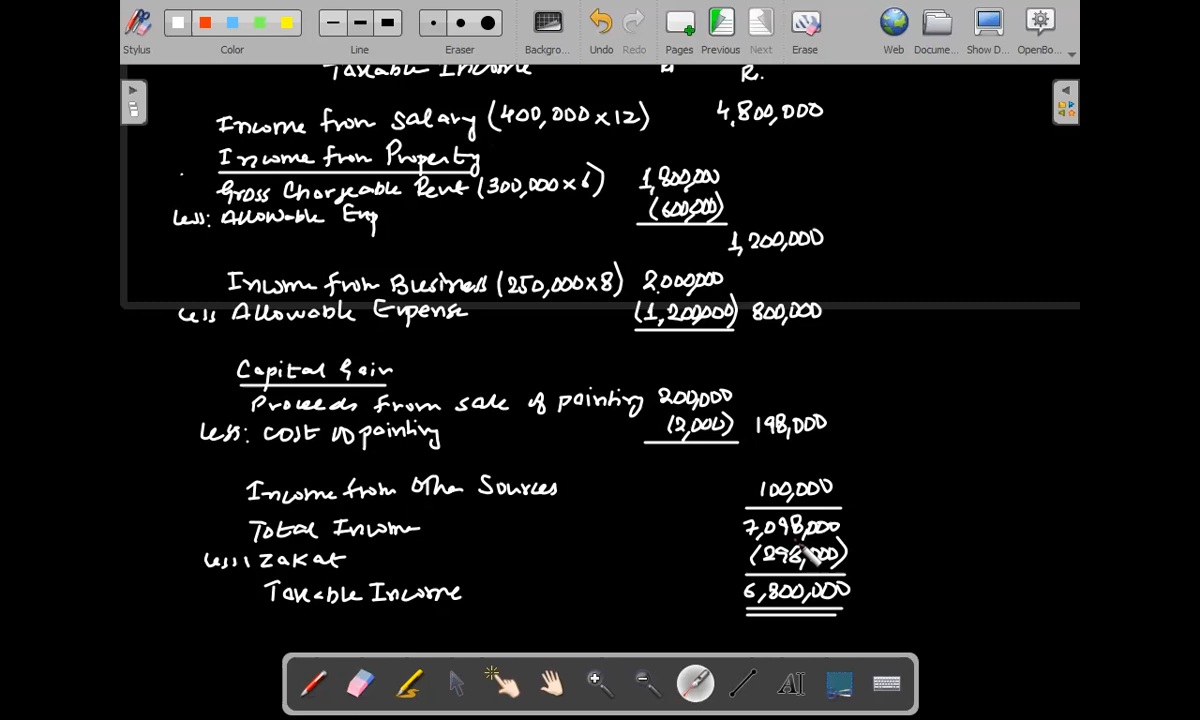 Stylus Color Line Eraser Backgro... Undo Redo Pages Previous Next Erase Web Docume... Show D... OpenBo...
Taxable Income R.
Income from Salary (400,000 x 12) 4,800,000
Income from Property
Gross Chargeable Rent (300,000 x 6) 1,800,000
less: Allowable Exp (600,000)
1,200,000
Income from Business (250,000 x 8) 2,000,000
less Allowable Expense (1,200,000) 800,000
Capital Gain
Proceeds from sale of painting 200,000
less: cost of painting (2,000) 198,000
Income from Other Sources 100,000
Total Income 7,098,000
less: Zakat (298,000)
Taxable Income 6,800,000
AI